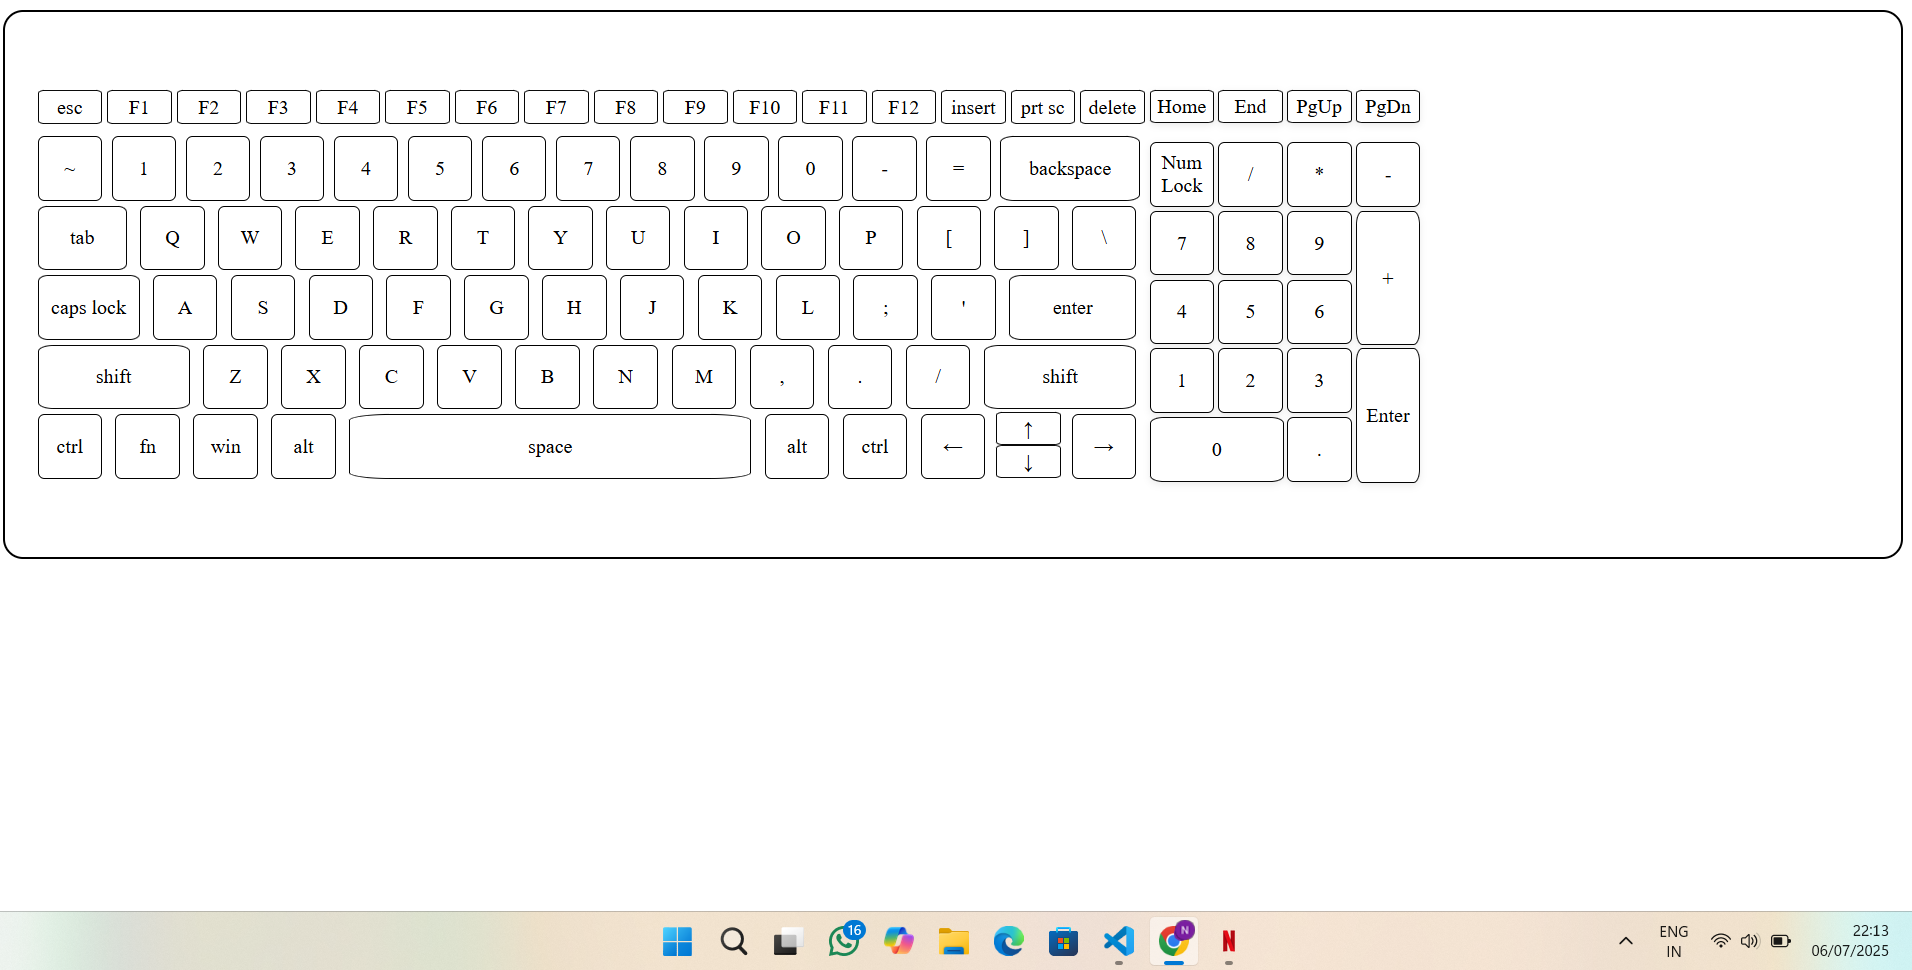 esc F1 F2 F3 F4 F5 F6 F7 F8 F9 F10 F11 F12 insert prt sc delete Home End PgUp PgDn
~ 1 2 3 4 5 6 7 8 9 0 - = backspace Num Lock / * -
tab Q W E R T Y U I O P [ ] \ 7 8 9 +
caps lock A S D F G H J K L ; ' enter 4 5 6
shift Z X C V B N M , . / shift 1 2 3 Enter
ctrl fn win alt space alt ctrl ← ↑ ↓ → 0 .
16 N N ENG IN 22:13
06/07/2025